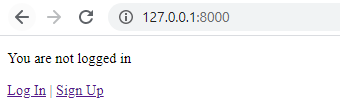 127.0.0.1:8000
You are not logged in
Log In | Sign Up